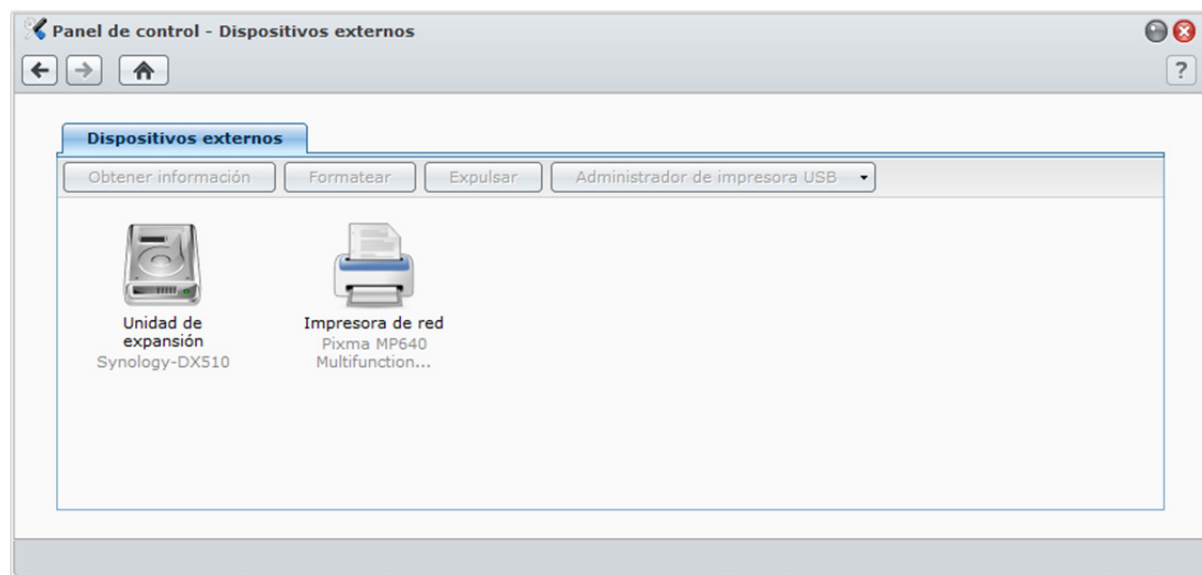 Panel de control - Dispositivos externos
?
Dispositivos externos
Obtener información Formatear Expulsar Administrador de impresora USB
Unidad de
expansión
Synology-DX510
Impresora de red
Pixma MP640
Multifunction...